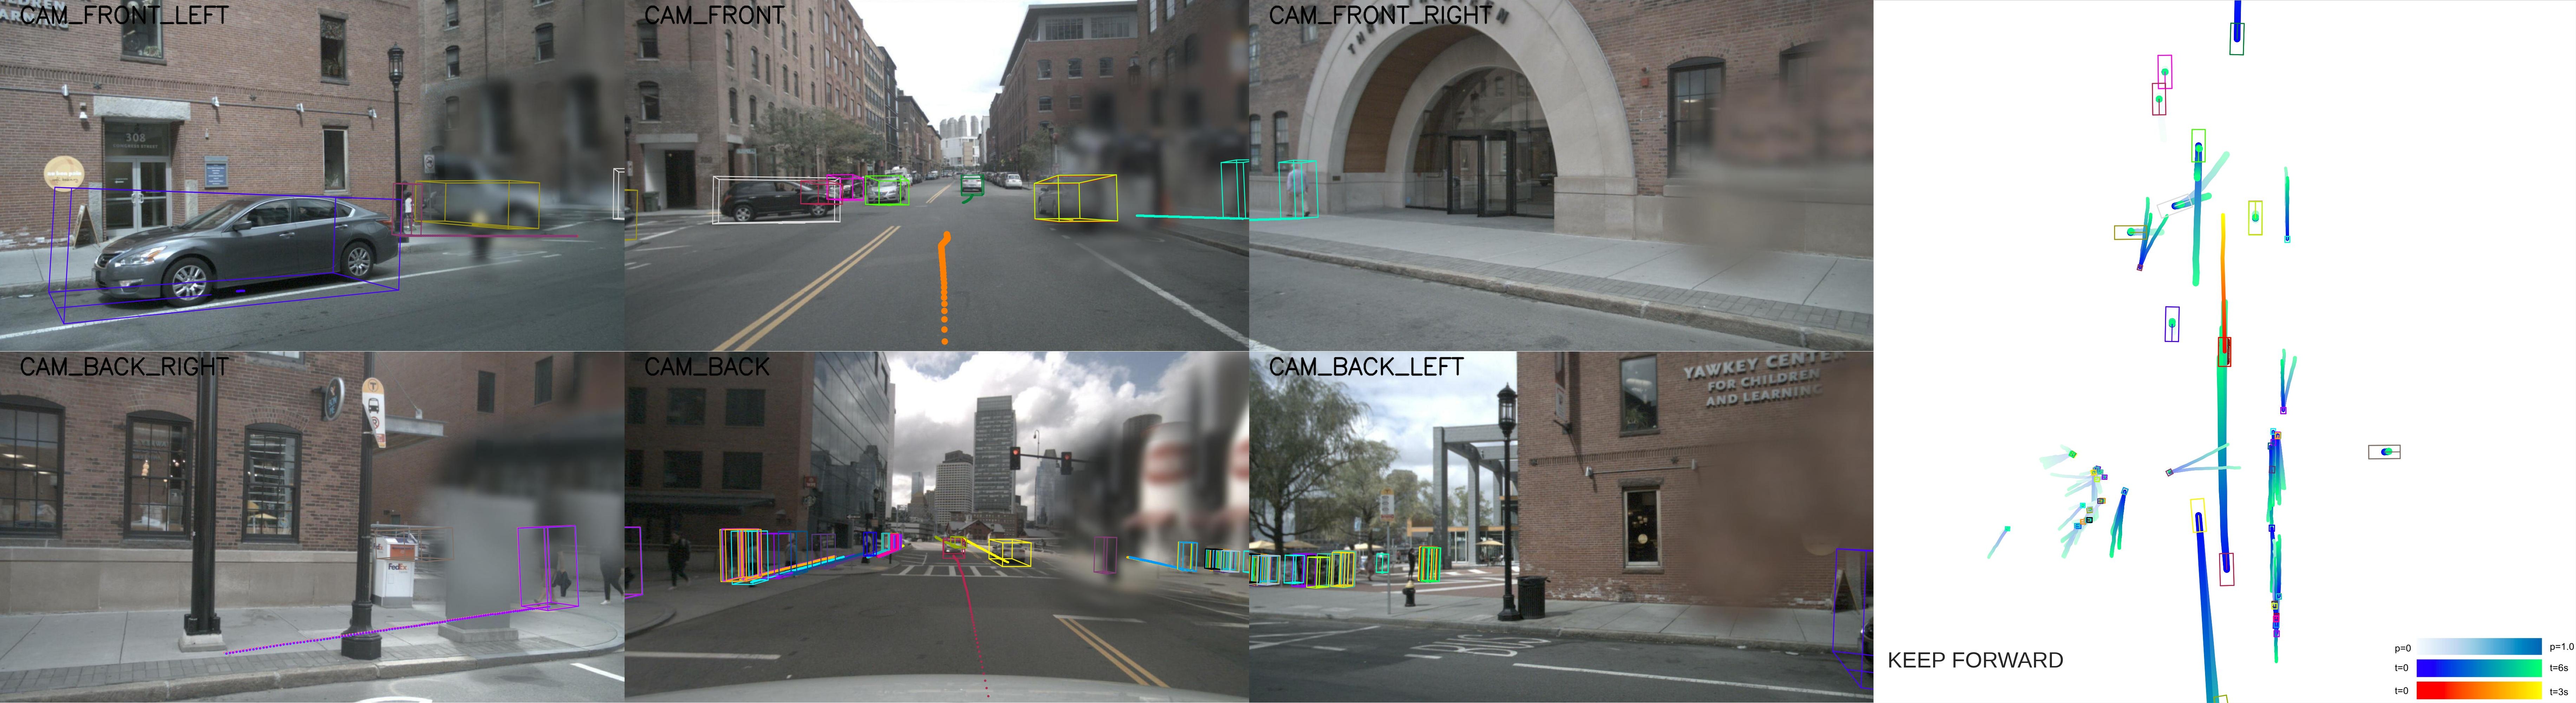 CAM_FRONT_LEFT
308
CAM_FRONT
CAM_FRONT_RIGHT
CAM_BACK_RIGHT
T
FedEx
CAM_BACK
CAM_BACK_LEFT
YAWKEY CENTER
FOR CHILDREN
AND LEARNING
BUS
KEEP FORWARD
p=0
p=1.0
t=0
t=6s
t=0
t=3s